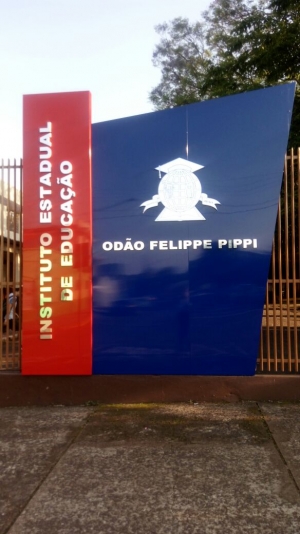 INSTITUTO ESTADUAL
DE EDUCAÇÃO
ODÃO FELIPPE PIPPI